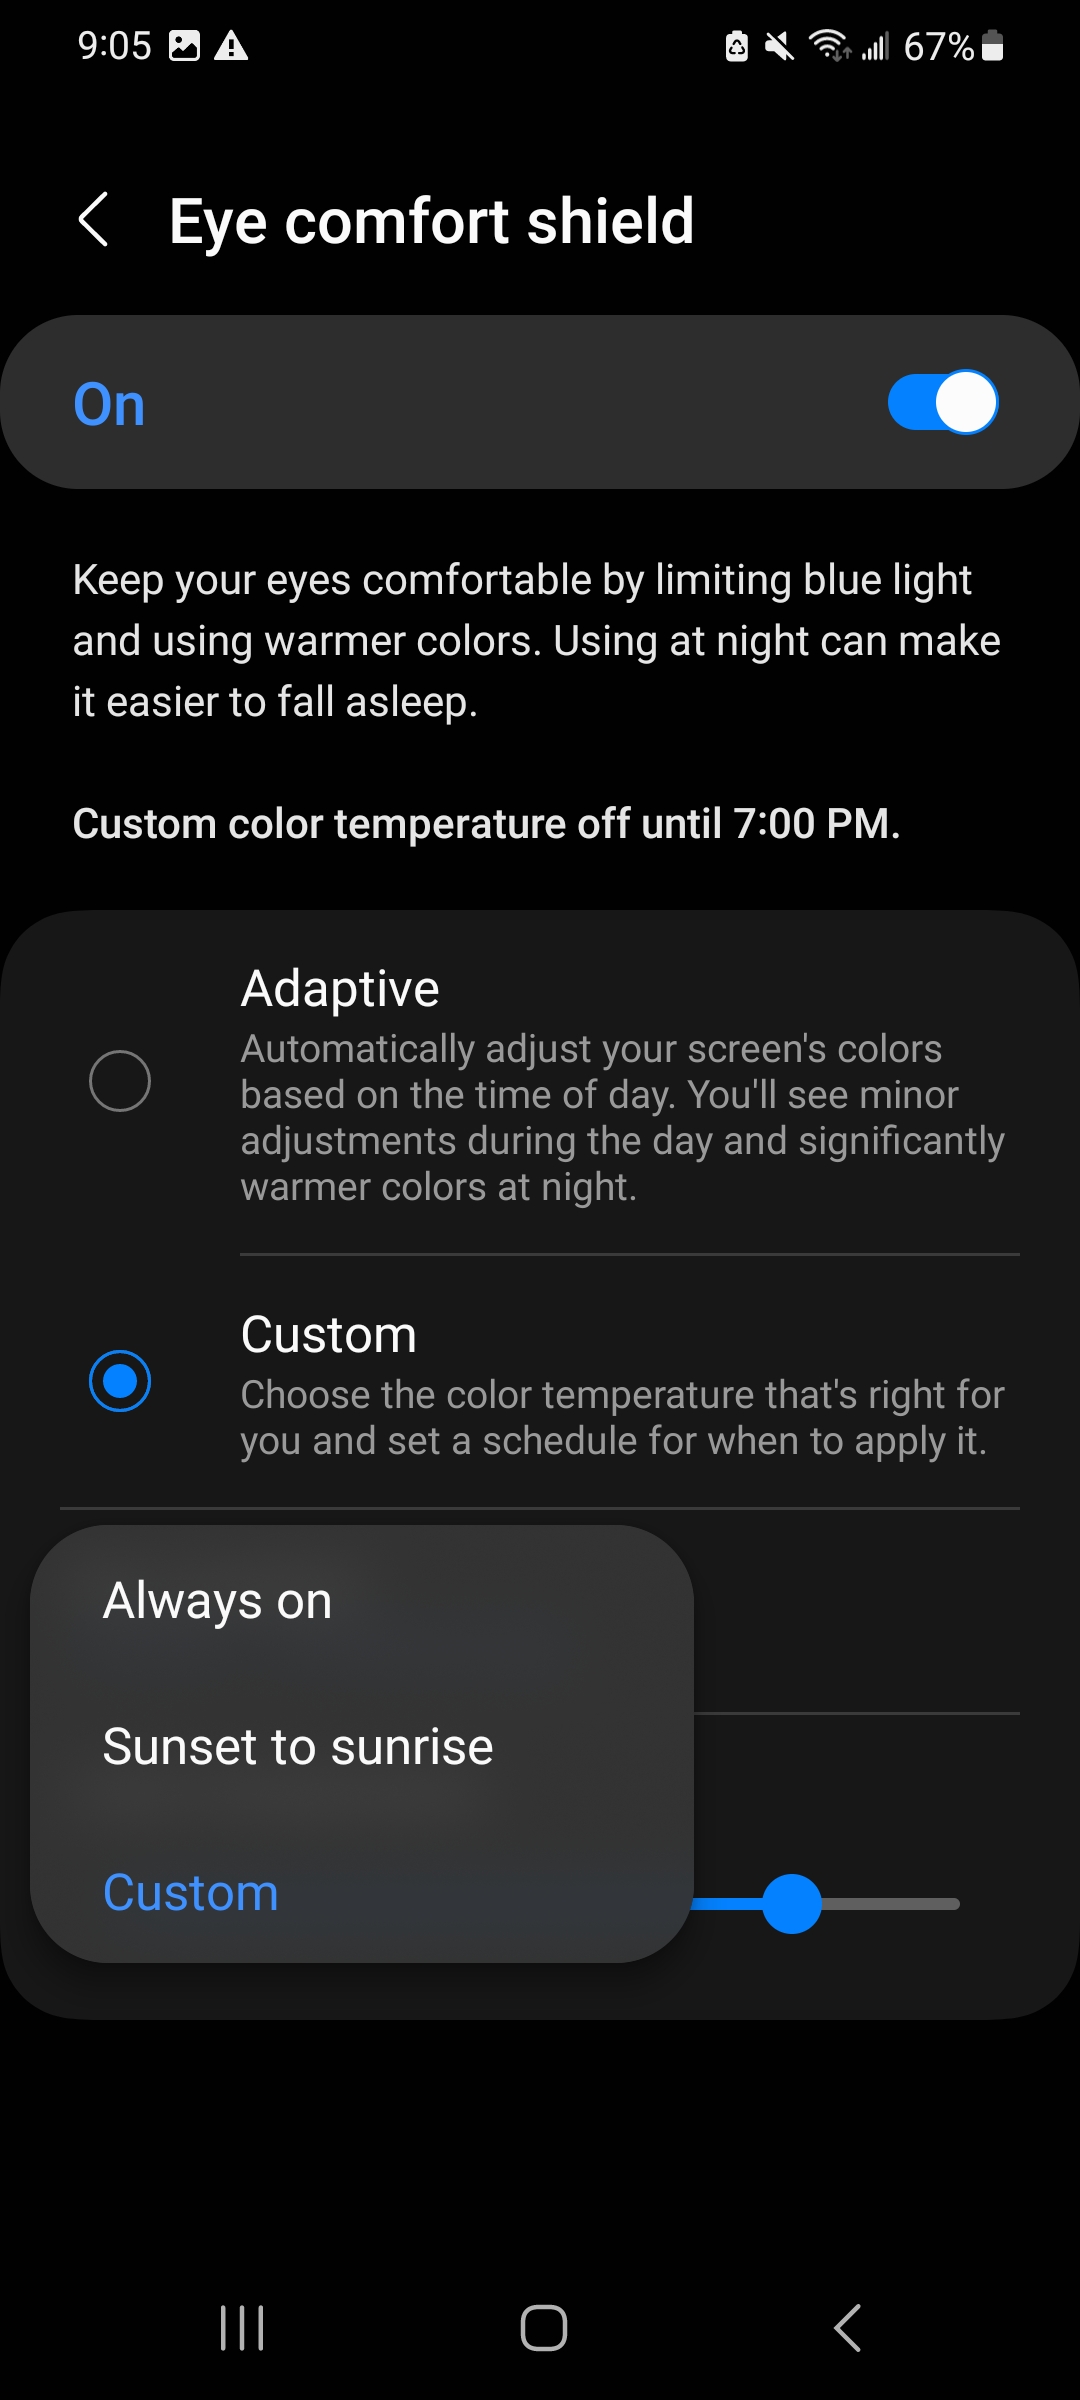 9:05
67%
Eye comfort shield
On
Keep your eyes comfortable by limiting blue light
and using warmer colors. Using at night can make
it easier to fall asleep.
Custom color temperature off until 7:00 PM.
Adaptive
Automatically adjust your screen's colors
based on the time of day. You'll see minor
adjustments during the day and significantly
warmer colors at night.
Custom
Choose the color temperature that's right for
you and set a schedule for when to apply it.
Always on
Sunset to sunrise
Custom